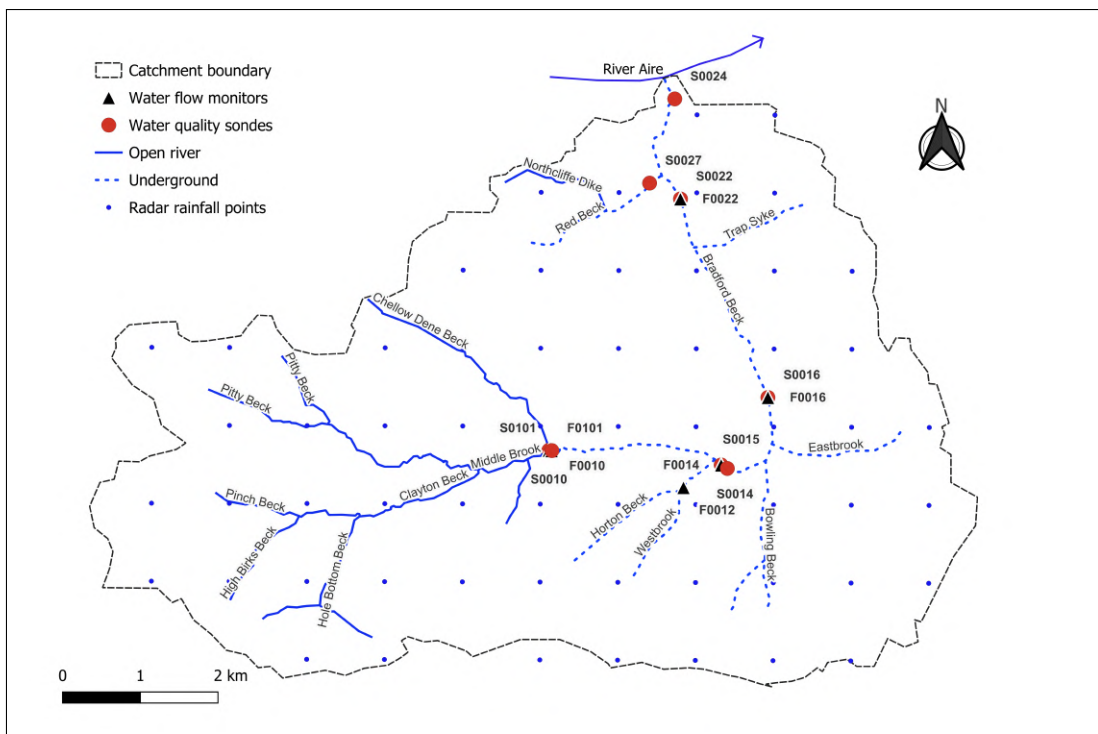 River Aire
S0024
N
Catchment boundary
Water flow monitors
Water quality sondes
Open river
Underground
Radar rainfall points
S0027
S0022
F0022
Northcliffe Dike
Red Beck
Trap Syke
Bradford Beck
Chellow Dene Beck
Pitty Beck
Pitty Beck
S0016
F0016
S0101
F0101
Middle Brook
F0010
S0010
S0015
Eastbrook
F0014
S0014
F0012
Clayton Beck
Pinch Beck
Horton Beck
Westbrook
Bowling Beck
High Birks Beck
Hole Bottom Beck
0 1 2 km